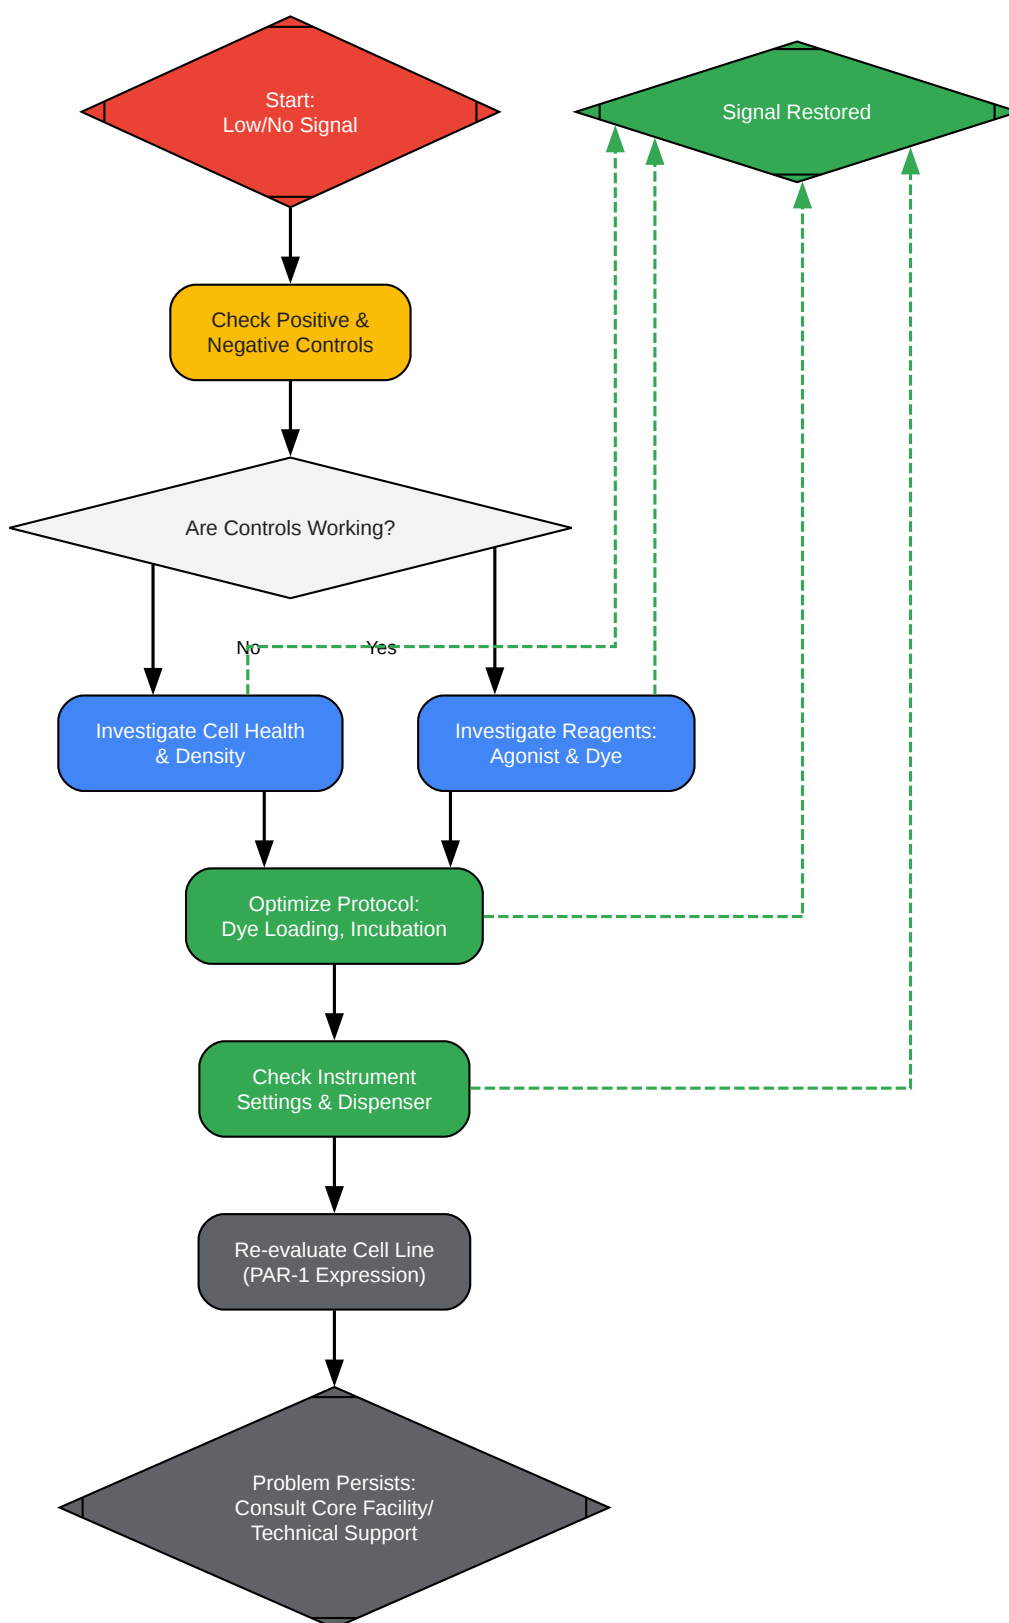 Start:
Low/No Signal
Signal Restored
Check Positive &
Negative Controls
Are Controls Working?
No
Yes
Investigate Cell Health
& Density
Investigate Reagents:
Agonist & Dye
Optimize Protocol:
Dye Loading, Incubation
Check Instrument
Settings & Dispenser
Re-evaluate Cell Line
(PAR-1 Expression)
Problem Persists:
Consult Core Facility/
Technical Support